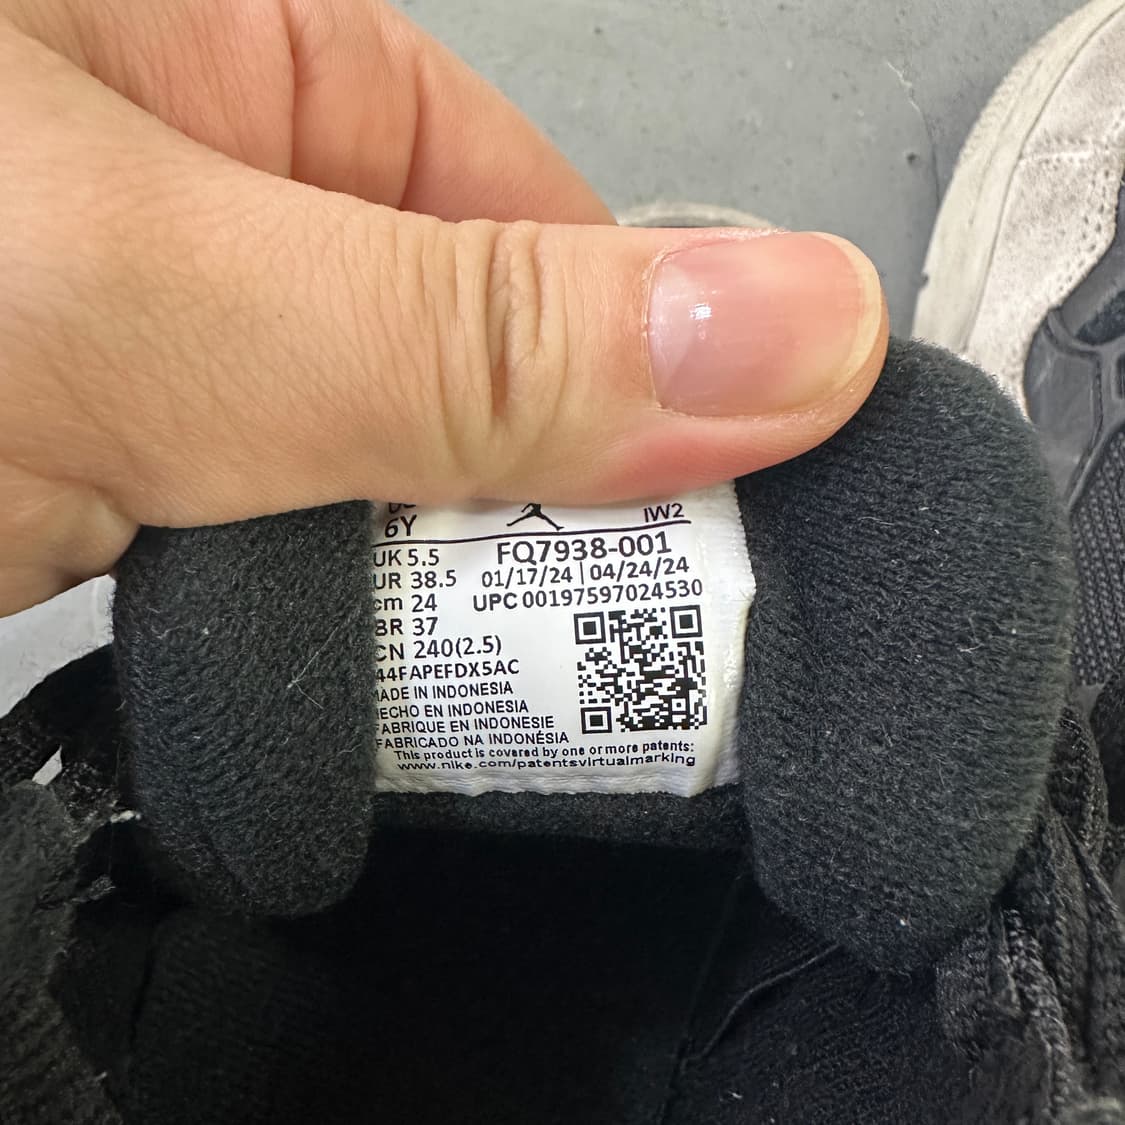 6Y
IW2
UK 5.5
UR 38.5
cm 24
BR 37
CN 240(2.5)
FQ7938-001
01/17/24 | 04/24/24
UPC 00197597024530
44FAPEFDX5AC
MADE IN INDONESIA
HECHO EN INDONESIA
FABRIQUE EN INDONESIE
FABRICADO NA INDONÉSIA
This product is covered by one or more patents:
www.nike.com/patentsvirtualmarking